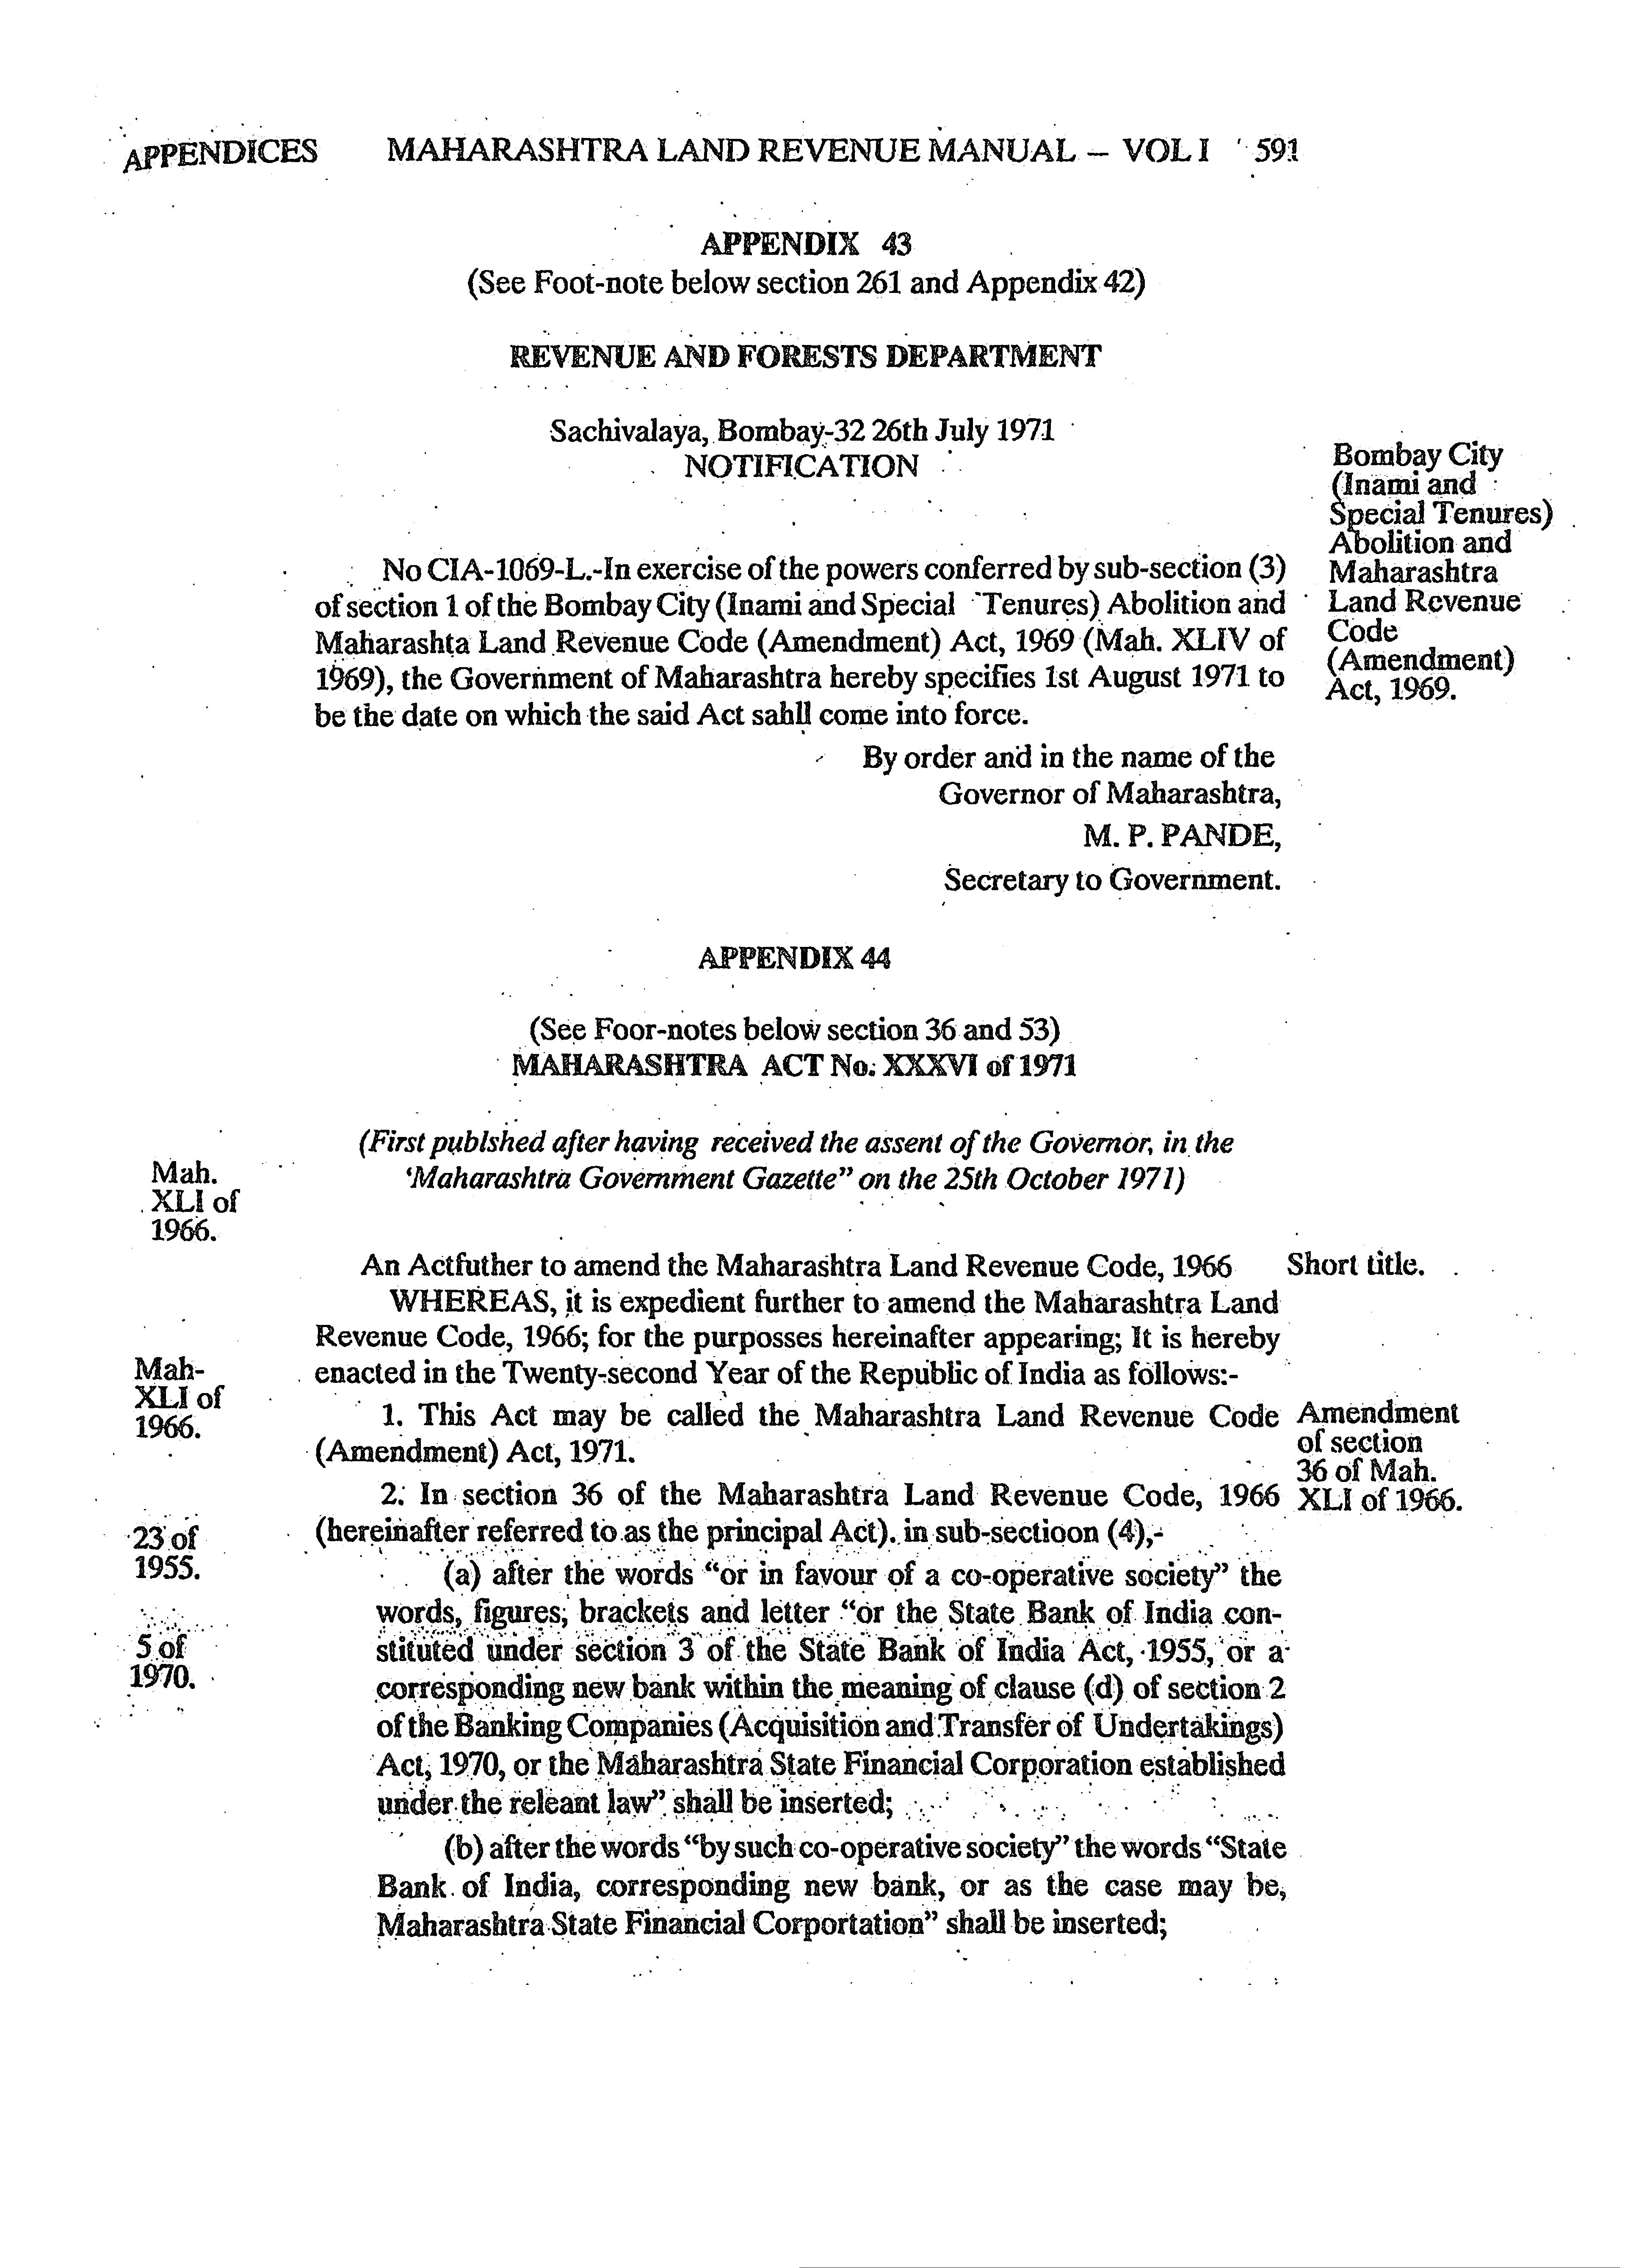 APPENDICES MAHARASHTRA LAND REVENUE MANUAL – VOL I 591
APPENDIX 43
(See Foot-note below section 261 and Appendix 42)
REVENUE AND FORESTS DEPARTMENT
Sachivalaya, Bombay-32 26th July 1971
NOTIFICATION
Bombay City
(Inami and
Special Tenures)
Abolition and
Maharashtra
Land Revenue
Code
(Amendment)
Act, 1969.
No CIA-1069-L.-In exercise of the powers conferred by sub-section (3)
of section 1 of the Bombay City (Inami and Special Tenures) Abolition and
Maharashta Land Revenue Code (Amendment) Act, 1969 (Mah. XLIV of
1969), the Government of Maharashtra hereby specifies 1st August 1971 to
be the date on which the said Act sahll come into force.
By order and in the name of the
Governor of Maharashtra,
M. P. PANDE,
Secretary to Government.
APPENDIX 44
(See Foor-notes below section 36 and 53)
MAHARASHTRA ACT No. XXXVI of 1971
(First publshed after having received the assent of the Governor, in the
‘Maharashtra Government Gazette” on the 25th October 1971)
Mah.
XLI of
1966.
An Actfuther to amend the Maharashtra Land Revenue Code, 1966
Short title.
WHEREAS, it is expedient further to amend the Maharashtra Land
Revenue Code, 1966; for the purposses hereinafter appearing; It is hereby
enacted in the Twenty-second Year of the Republic of India as follows:-
Mah-
XLI of
1966.
1. This Act may be called the Maharashtra Land Revenue Code
(Amendment) Act, 1971.
Amendment
of section
36 of Mah.
XLI of 1966.
2. In section 36 of the Maharashtra Land Revenue Code, 1966
(hereinafter referred to as the principal Act). in sub-sectioon (4),-
23 of
1955.
(a) after the words “or in favour of a co-operative society” the
words, figures, brackets and letter “or the State Bank of India con-
stituted under section 3 of the State Bank of India Act, 1955, or a
corresponding new bank within the meaning of clause (d) of section 2
of the Banking Companies (Acquisition and Transfer of Undertakings)
Act, 1970, or the Maharashtra State Financial Corporation established
under the releant law” shall be inserted;
5 of
1970.
(b) after the words “by such co-operative society” the words “State
Bank of India, corresponding new bank, or as the case may be,
Maharashtra State Financial Corportation” shall be inserted;